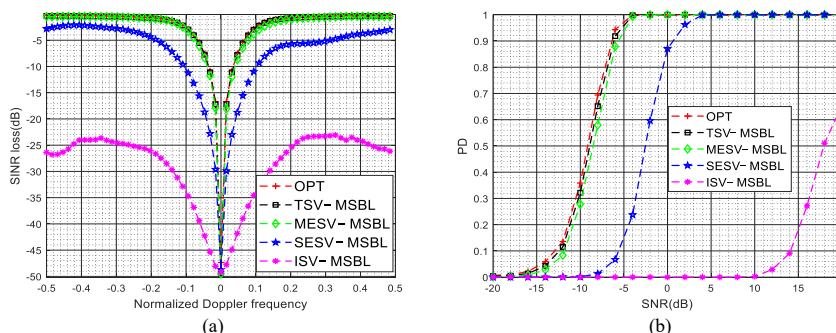 0
-5
-10
-15
-20
-25
-30
-35
-40
-45
-50
SINR loss(dB)
OPT
TSV-MSBL
MESV-MSBL
SESV-MSBL
ISV-MSBL
-0.5 -0.4 -0.3 -0.2 -0.1 0 0.1 0.2 0.3 0.4 0.5
Normalized Doppler frequency
(a)
1
0.9
0.8
0.7
0.6
0.5
0.4
0.3
0.2
0.1
0
PD
OPT
TSV-MSBL
MESV-MSBL
SESV-MSBL
ISV-MSBL
-20 -15 -10 -5 0 5 10 15
SNR(dB)
(b)